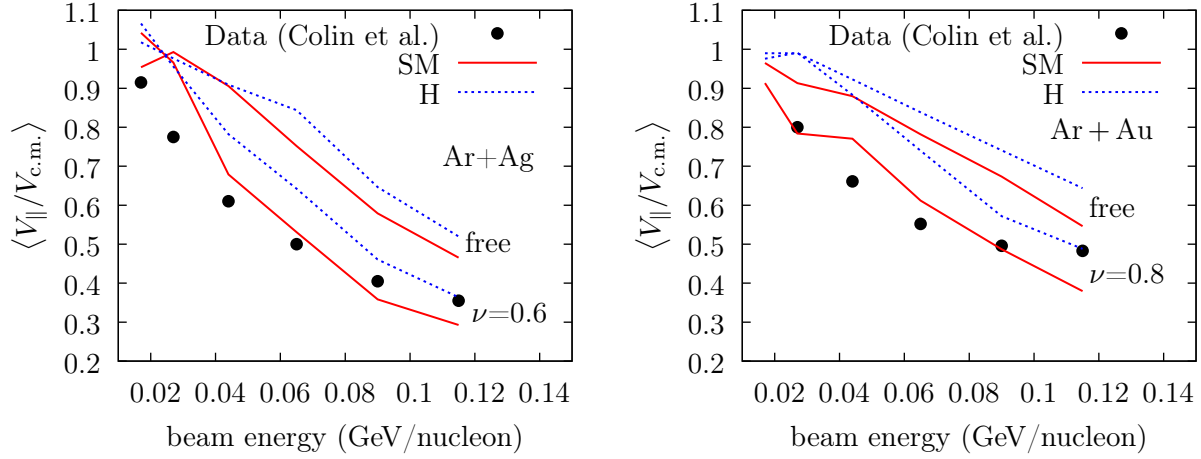 1.1
1
0.9
0.8
0.7
0.6
0.5
0.4
0.3
0.2
⟨V∥/Vc.m.⟩
Data (Colin et al.)
SM
H
Ar+Ag
free
ν=0.6
0.02 0.04 0.06 0.08 0.1 0.12 0.14
beam energy (GeV/nucleon)
1.1
1
0.9
0.8
0.7
0.6
0.5
0.4
0.3
0.2
⟨V∥/Vc.m.⟩
Data (Colin et al.)
SM
H
Ar + Au
free
ν=0.8
0.02 0.04 0.06 0.08 0.1 0.12 0.14
beam energy (GeV/nucleon)